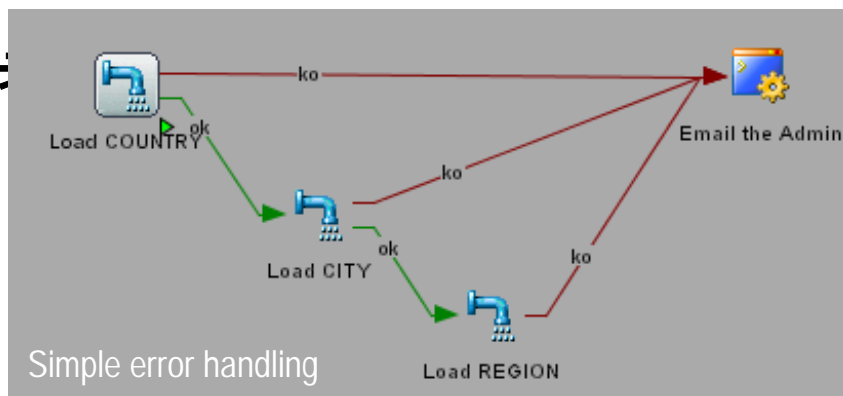 ko
Load COUNTRY
ok
Email the Admin
ko
Load CITY
ok
ko
Load REGION
Simple error handling